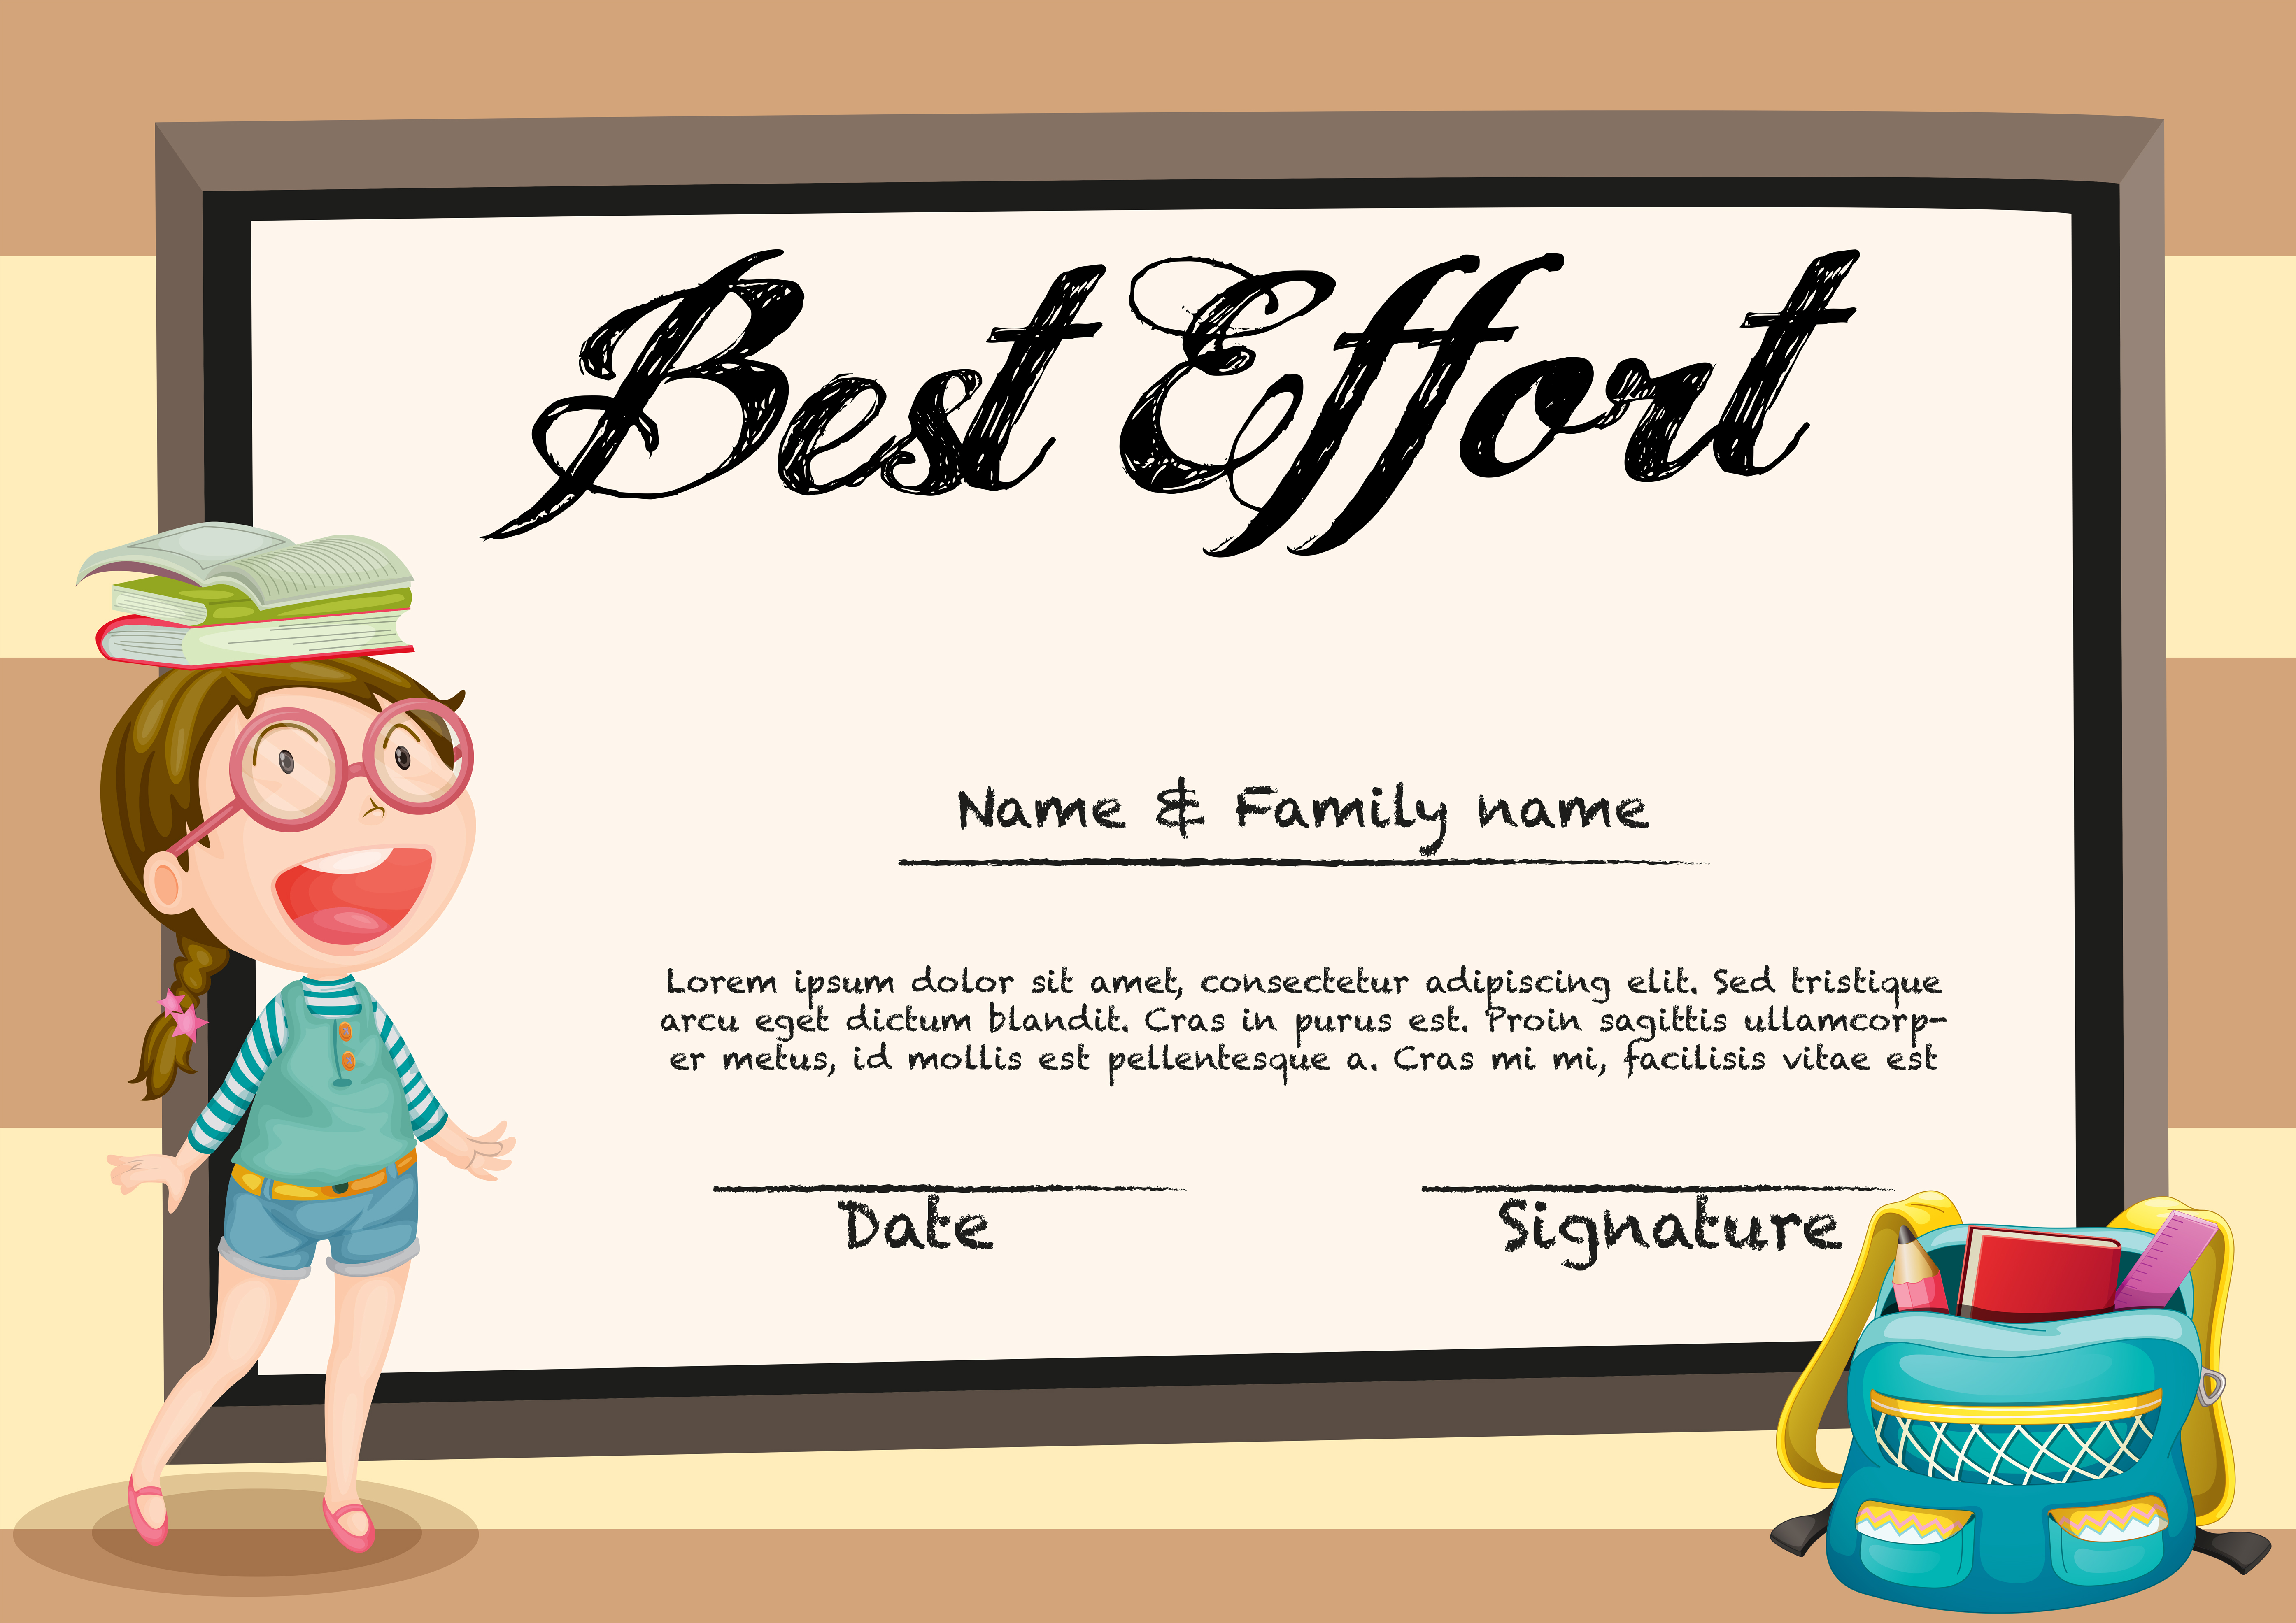 Best Effort
Name & Family name
Lorem ipsum dolor sit amet, consectetur adipiscing elit. Sed tristique
arcu eget dictum blandit. Cras in purus est. Proin sagittis ullamcorp-
er metus, id mollis est pellentesque a. Cras mi mi, facilisis vitae est
Date
Signature